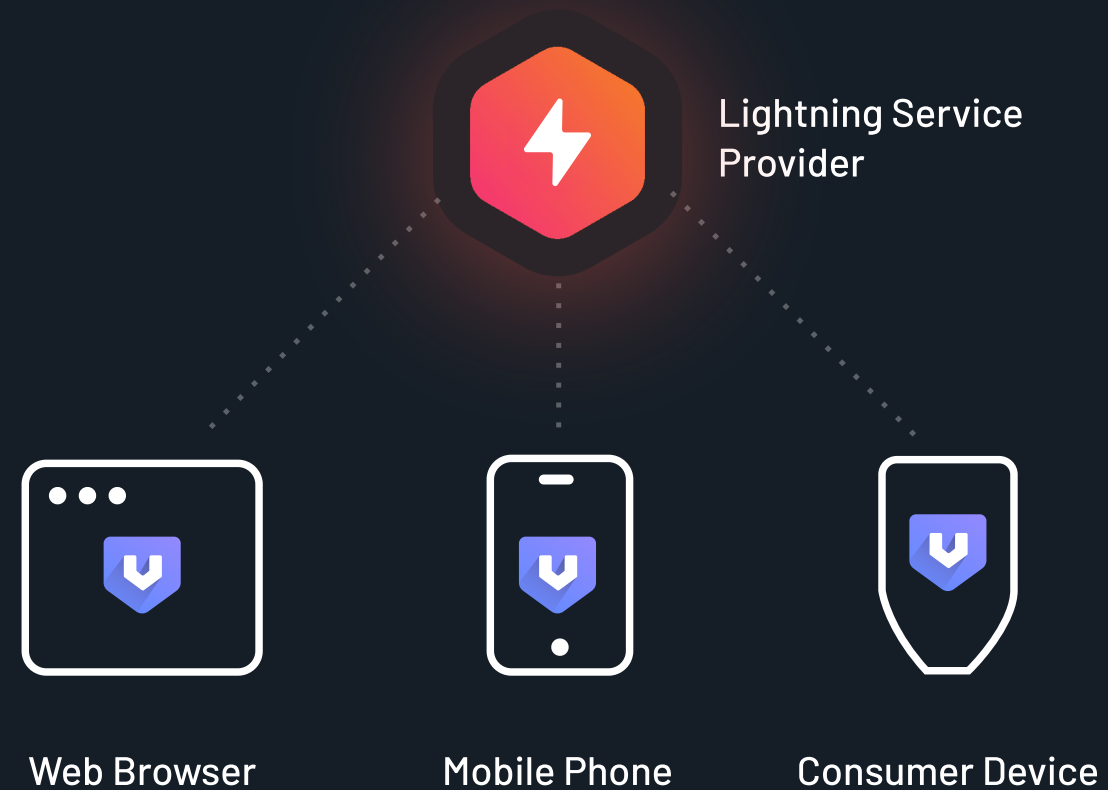 Lightning Service
Provider
Web Browser
Mobile Phone
Consumer Device